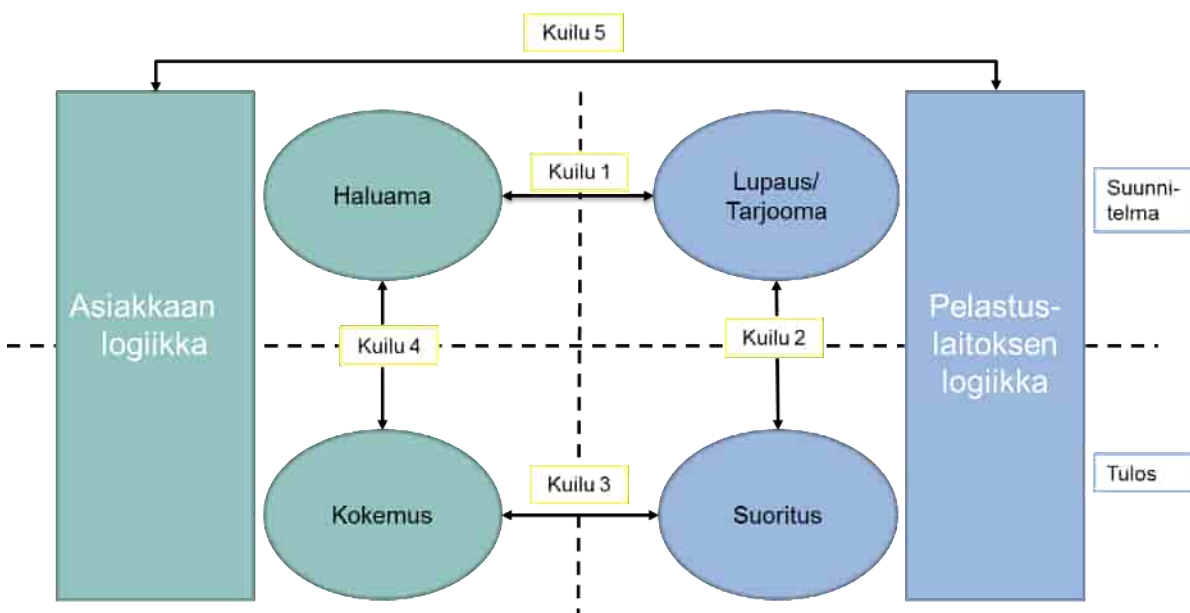 Kuilu 5
Kuilu 1
Haluama
Lupaus/
Tarjooma
Suunni-
telma
Asiakkaan
logiikka
Pelastus-
laitoksen
logiikka
Kuilu 4
Kuilu 2
Kuilu 3
Kokemus
Suoritus
Tulos